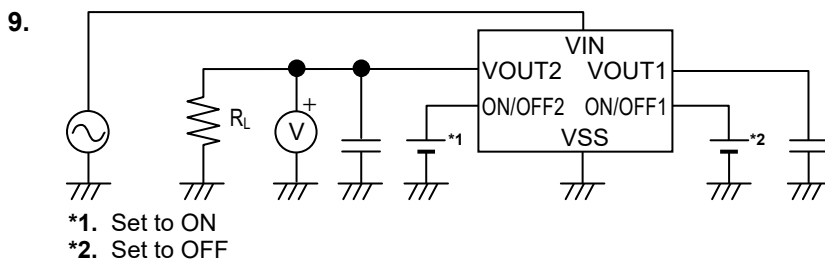 9.
VIN
VOUT2 VOUT1
ON/OFF2 ON/OFF1
VSS
RL
+
V
*1
*2
*1. Set to ON
*2. Set to OFF